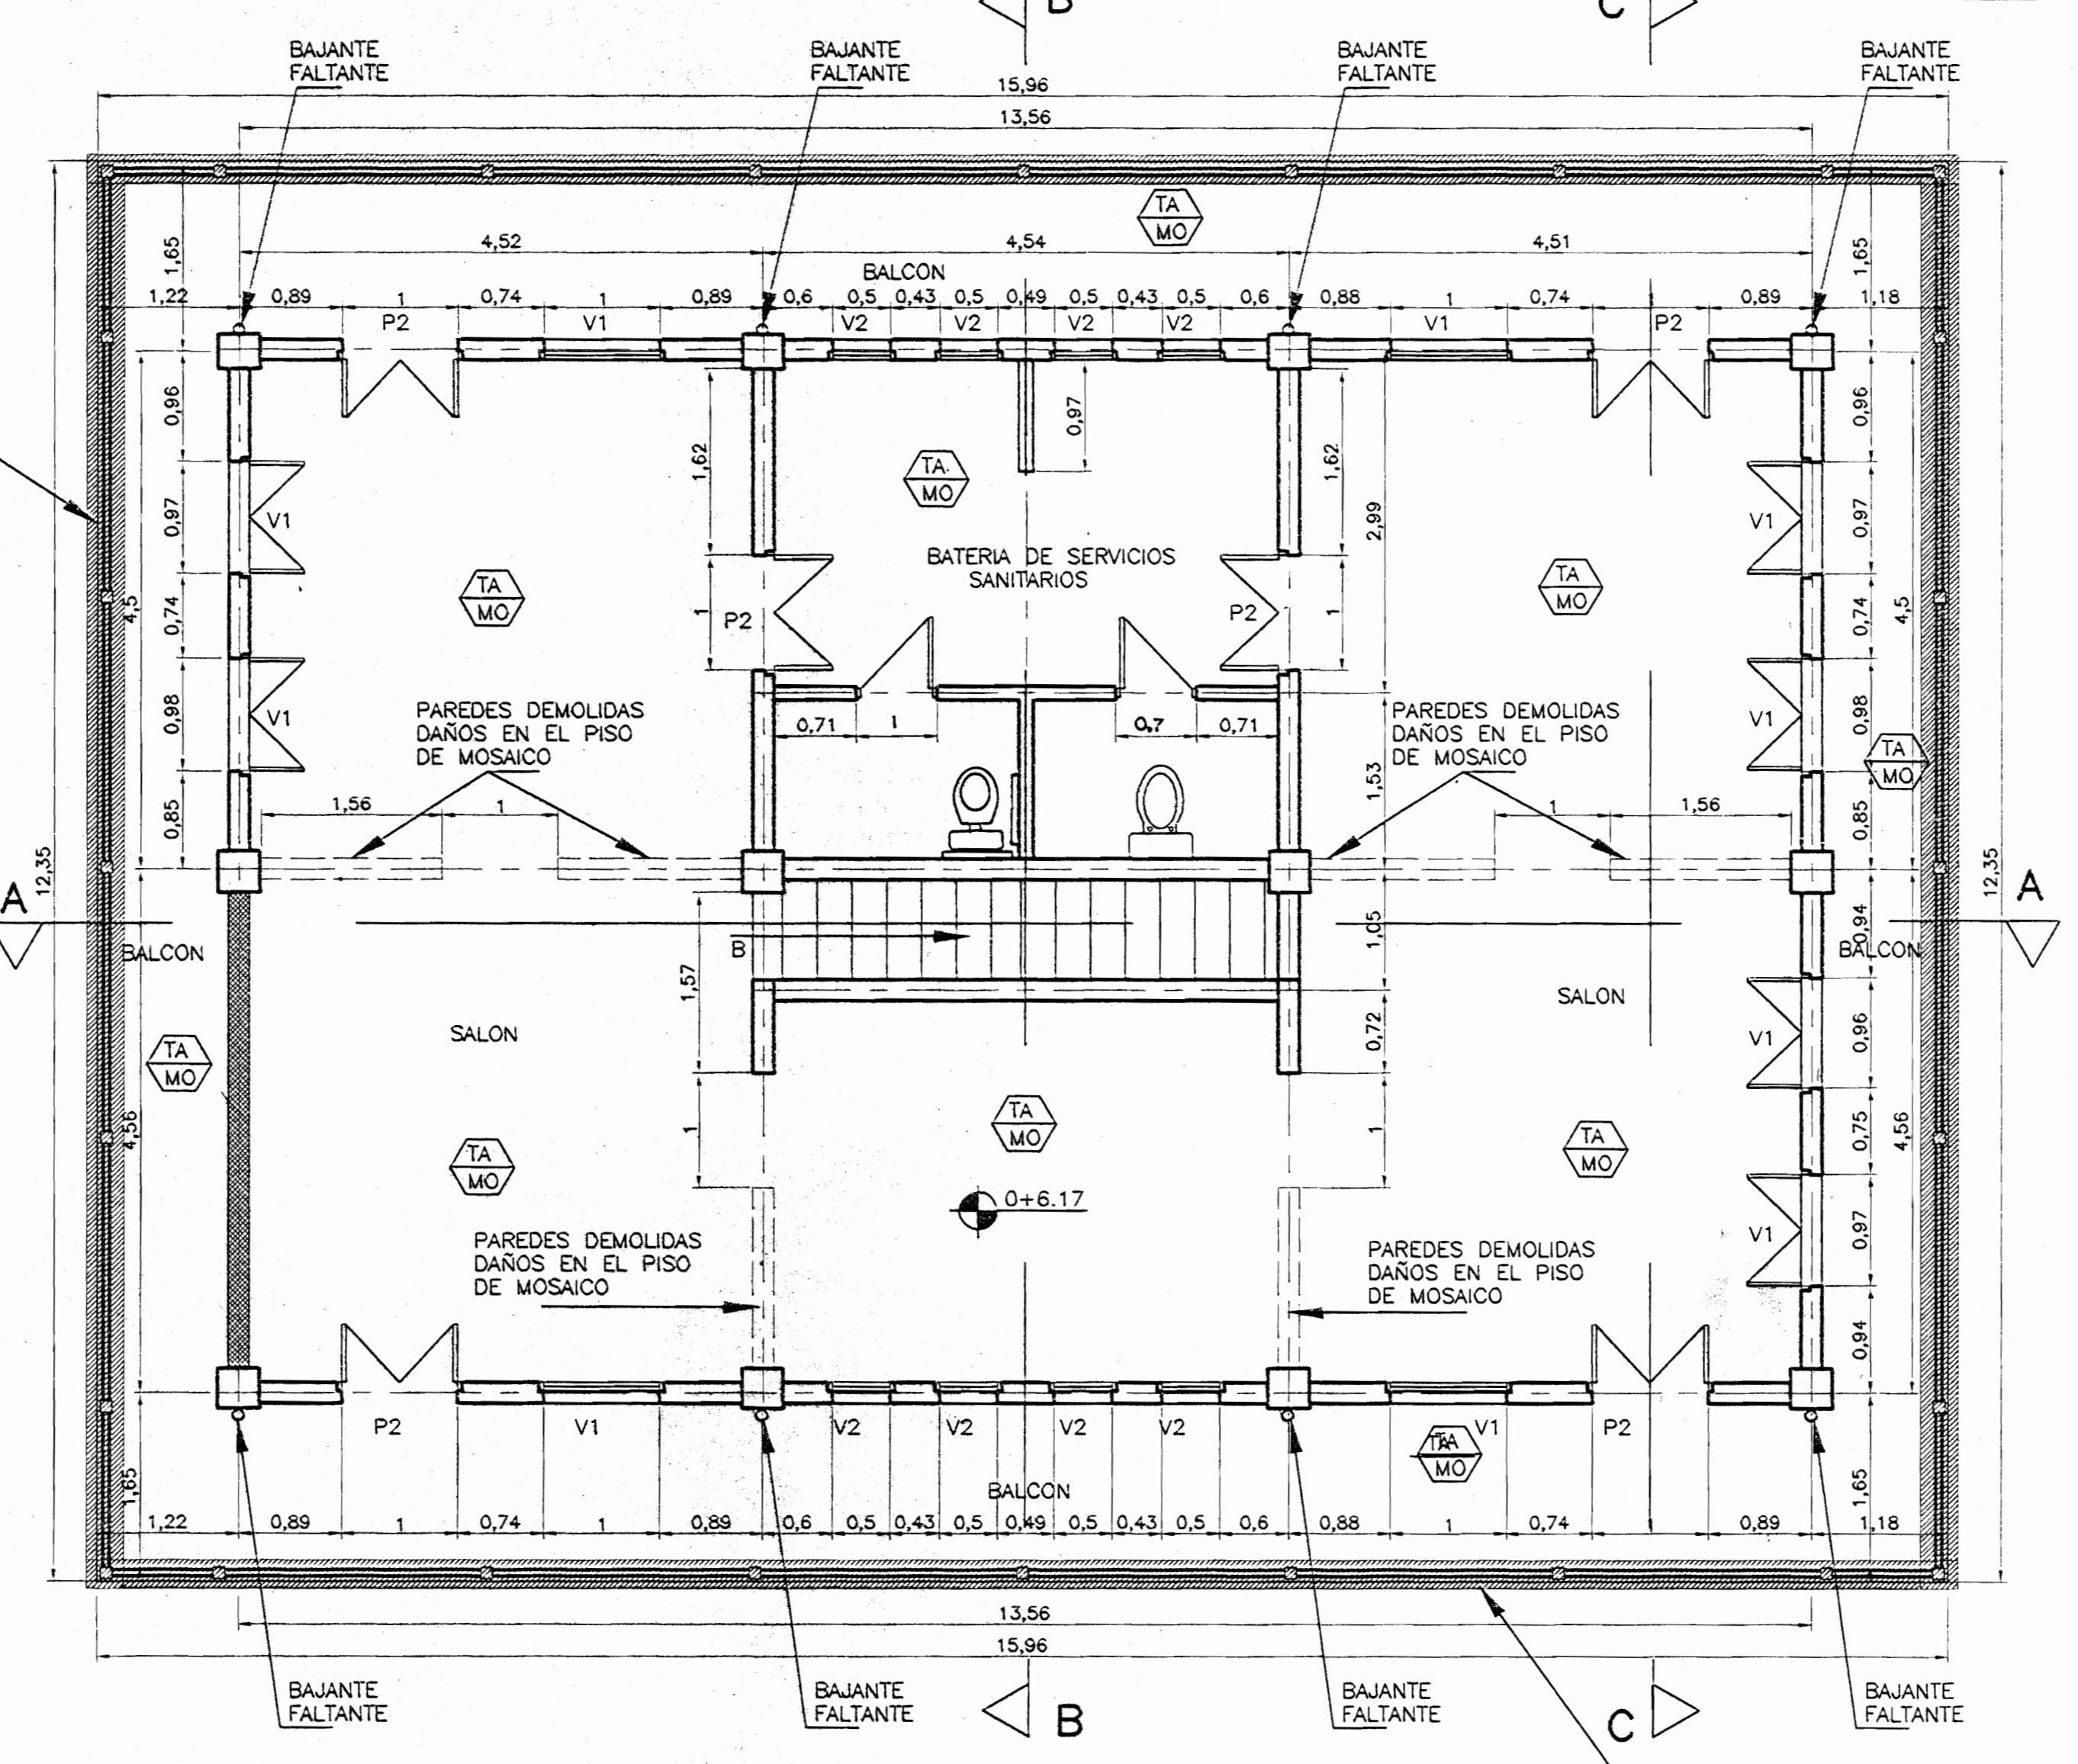 B
C
BAJANTE
FALTANTE
BAJANTE
FALTANTE
BAJANTE
FALTANTE
BAJANTE
FALTANTE
15,96
13,56
TA
MO
4,52
4,54
4,51
1,65
1,65
BALCON
1,22
0,89
1
0,74
1
0,89
0,6
0,5
0,43
0,5
0,49
0,5
0,43
0,5
0,6
0,88
1
0,74
1
0,89
1,18
P2
V1
V2
V2
V2
V2
V1
P2
0,96
0,97
0,96
1,62
TA
MO
1,62
2,99
0,97
V1
V1
0,97
BATERIA DE SERVICIOS
SANITARIOS
TA
MO
TA
MO
4,5
0,74
1
P2
P2
1
0,74
4,5
0,98
V1
V1
0,98
PAREDES DEMOLIDAS
DAÑOS EN EL PISO
DE MOSAICO
0,71
1
0,7
0,71
PAREDES DEMOLIDAS
DAÑOS EN EL PISO
DE MOSAICO
TA
MO
1,53
0,85
1,56
1
1
1,56
0,85
12,35
12,35
A
A
BALCON
B
1,05
0,94
BALCON
1,57
SALON
SALON
0,72
V1
0,96
TA
MO
TA
MO
4,56
1
1
0,75
4,56
TA
MO
TA
MO
0+6.17
PAREDES DEMOLIDAS
DAÑOS EN EL PISO
DE MOSAICO
PAREDES DEMOLIDAS
DAÑOS EN EL PISO
DE MOSAICO
V1
0,97
0,94
P2
V1
V2
V2
V2
V2
TA
MO
V1
P2
1,65
BALCON
1,65
1,22
0,89
1
0,74
1
0,89
0,6
0,5
0,43
0,5
0,49
0,5
0,43
0,5
0,6
0,88
1
0,74
1
0,89
1,18
13,56
15,96
BAJANTE
FALTANTE
BAJANTE
FALTANTE
B
BAJANTE
FALTANTE
C
BAJANTE
FALTANTE